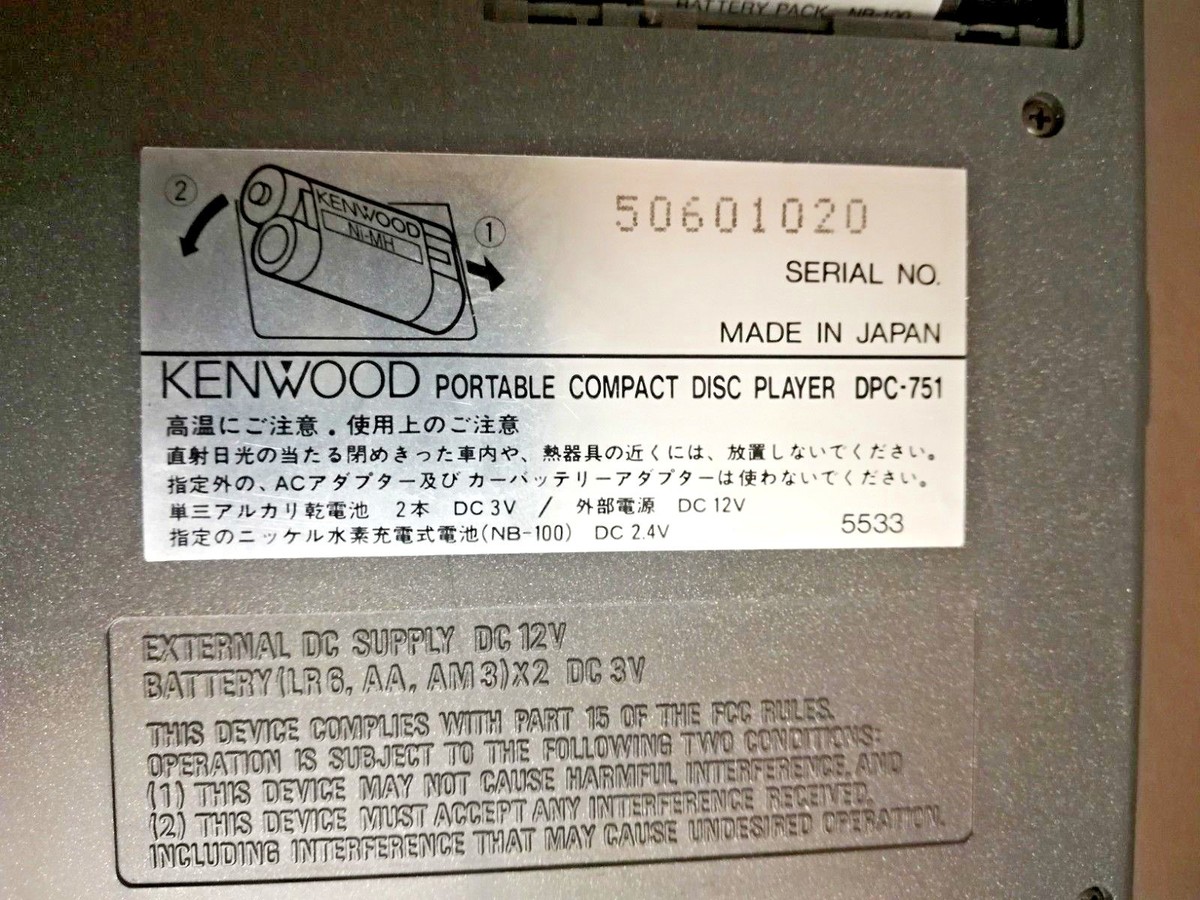 BATTERY PACK NB-100
②
KENWOOD
Ni-MH
①
50601020
SERIAL NO.
MADE IN JAPAN
KENWOOD PORTABLE COMPACT DISC PLAYER DPC-751
高温にご注意．使用上のご注意
直射日光の当たる閉めきった車内や、熱器具の近くには、放置しないでください。
指定外の、ACアダプター及びカーバッテリーアダプターは使わないでください。
単三アルカリ乾電池 2本 DC 3V / 外部電源 DC 12V
指定のニッケル水素充電式電池(NB-100) DC 2.4V
5533
EXTERNAL DC SUPPLY DC 12V
BATTERY (LR 6, AA, AM 3)X2 DC 3V
THIS DEVICE COMPLIES WITH PART 15 OF THE FCC RULES.
OPERATION IS SUBJECT TO THE FOLLOWING TWO CONDITIONS:
(1) THIS DEVICE MAY NOT CAUSE HARMFUL INTERFERENCE, AND
(2) THIS DEVICE MUST ACCEPT ANY INTERFERENCE RECEIVED,
INCLUDING INTERFERENCE THAT MAY CAUSE UNDESIRED OPERATION.